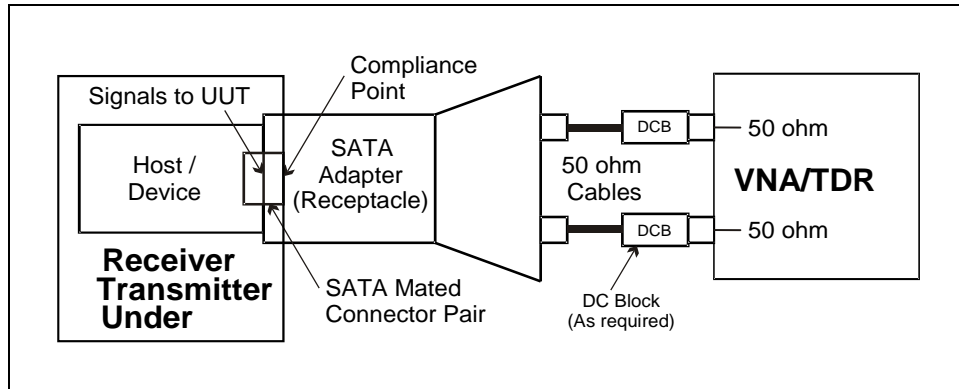 Compliance
Point
Signals to UUT
Host /
Device
SATA
Adapter
(Receptacle)
DCB
50 ohm
50 ohm
Cables
VNA/TDR
DCB
50 ohm
Receiver
Transmitter
Under
SATA Mated
Connector Pair
DC Block
(As required)